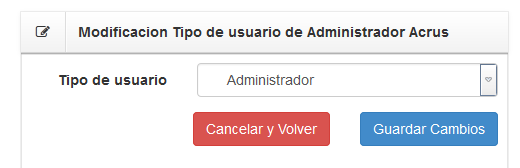 Modificacion Tipo de usuario de Administrador Acrus
Tipo de usuario
Administrador
Cancelar y Volver
Guardar Cambios